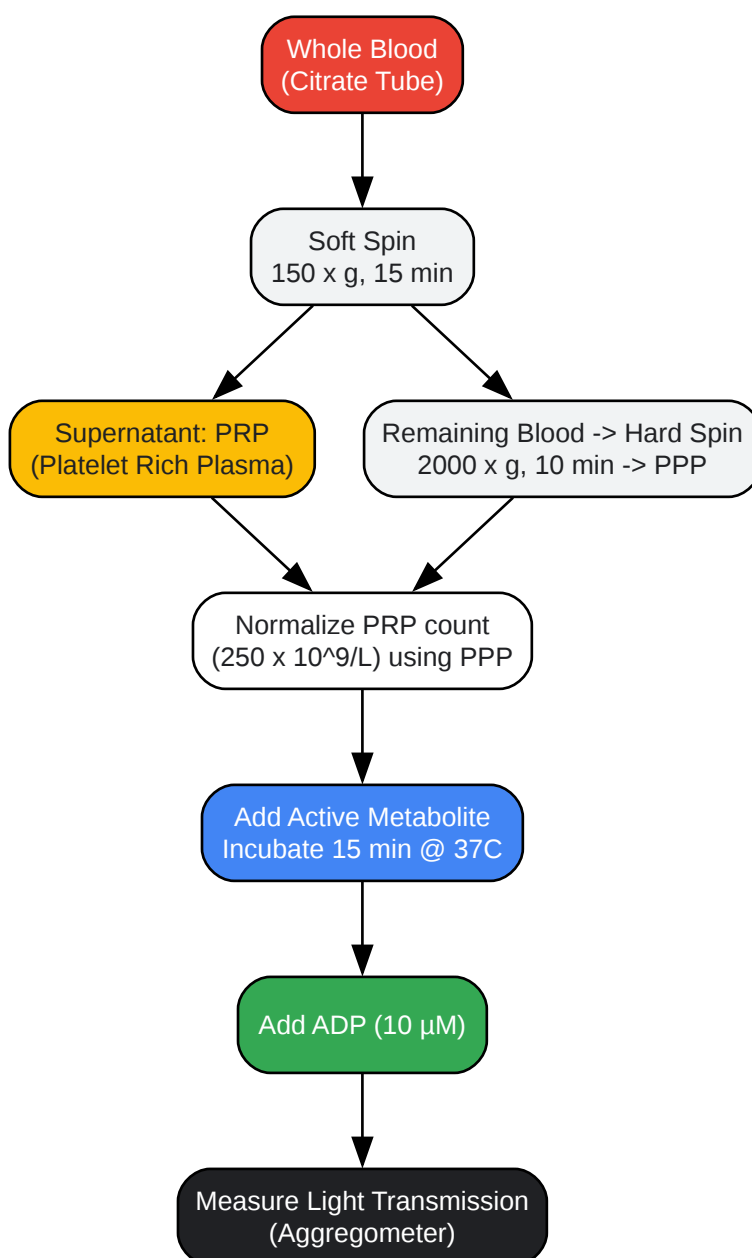 Whole Blood
(Citrate Tube)
Soft Spin
150 x g, 15 min
Supernatant: PRP
(Platelet Rich Plasma)
Remaining Blood -> Hard Spin
2000 x g, 10 min -> PPP
Normalize PRP count
(250 x 10^9/L) using PPP
Add Active Metabolite
Incubate 15 min @ 37C
Add ADP (10 µM)
Measure Light Transmission
(Aggregometer)